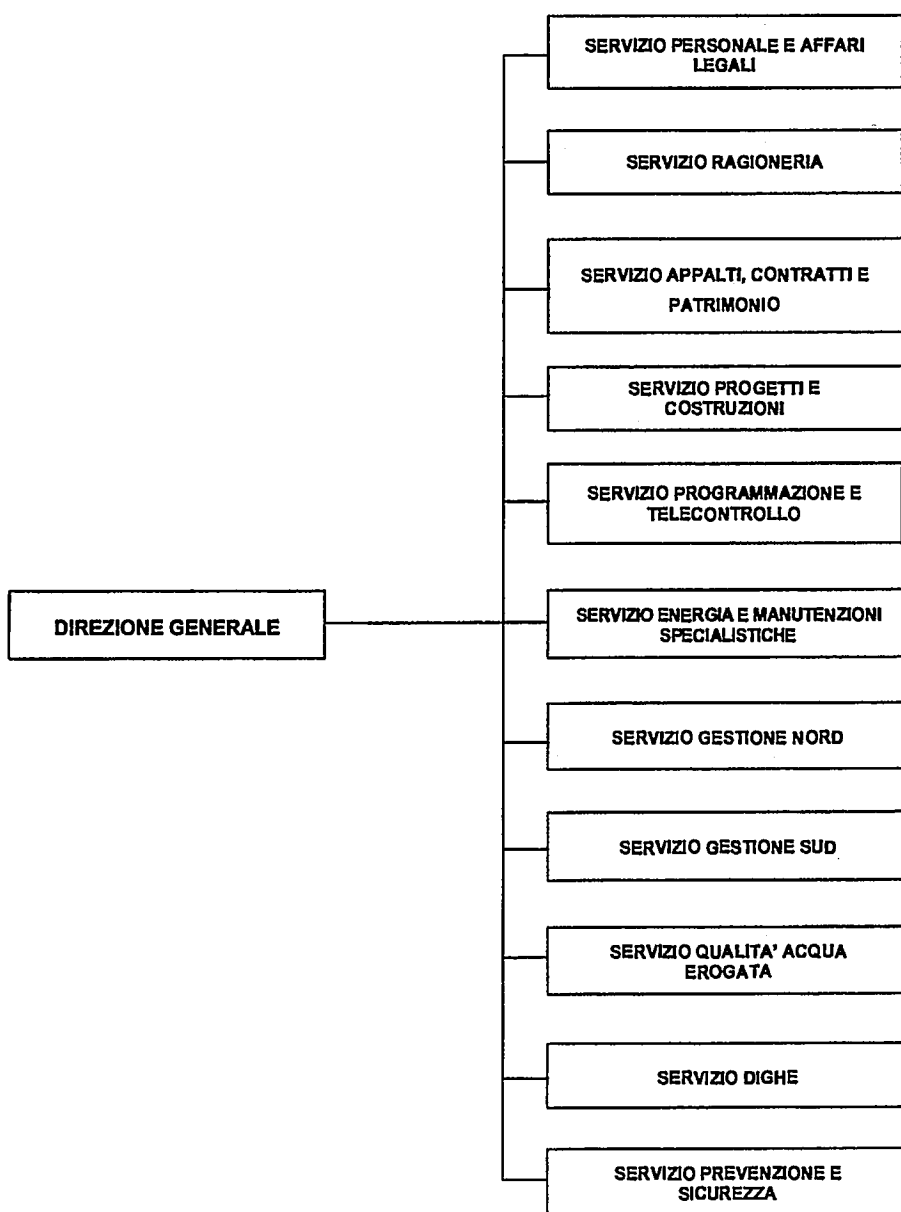 SERVIZIO PERSONALE E AFFARI
LEGALI
SERVIZIO RAGIONERIA
SERVIZIO APPALTI, CONTRATTI E
PATRIMONIO
SERVIZIO PROGETTI E
COSTRUZIONI
SERVIZIO PROGRAMMAZIONE E
TELECONTROLLO
DIREZIONE GENERALE
SERVIZIO ENERGIA E MANUTENZIONI
SPECIALISTICHE
SERVIZIO GESTIONE NORD
SERVIZIO GESTIONE SUD
SERVIZIO QUALITA' ACQUA
EROGATA
SERVIZIO DIGHE
SERVIZIO PREVENZIONE E
SICUREZZA